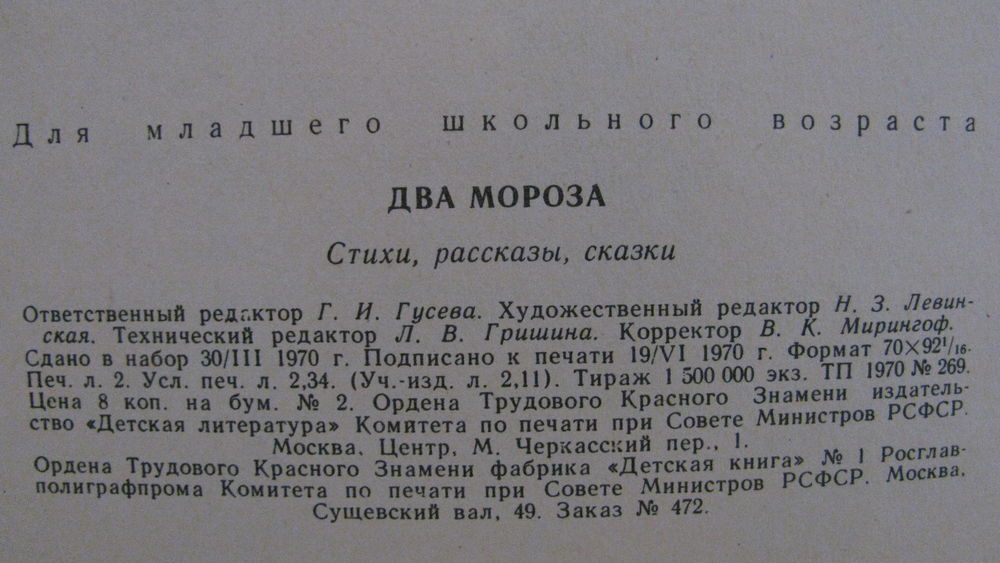 Для младшего школьного возраста
ДВА МОРОЗА
Стихи, рассказы, сказки
Ответственный редактор Г. И. Гусева. Художественный редактор Н. З. Левин-
ская. Технический редактор Л. В. Гришина. Корректор В. К. Мирингоф.
Сдано в набор 30/III 1970 г. Подписано к печати 19/VI 1970 г. Формат 70×92¹/₁₆.
Печ. л. 2. Усл. печ. л. 2,34. (Уч.-изд. л. 2,11). Тираж 1 500 000 экз. ТП 1970 № 269.
Цена 8 коп. на бум. № 2. Ордена Трудового Красного Знамени издатель-
ство «Детская литература» Комитета по печати при Совете Министров РСФСР.
Москва, Центр, М. Черкасский пер., 1.
Ордена Трудового Красного Знамени фабрика «Детская книга» № 1 Росглав-
полиграфпрома Комитета по печати при Совете Министров РСФСР. Москва,
Сущевский вал, 49. Заказ № 472.